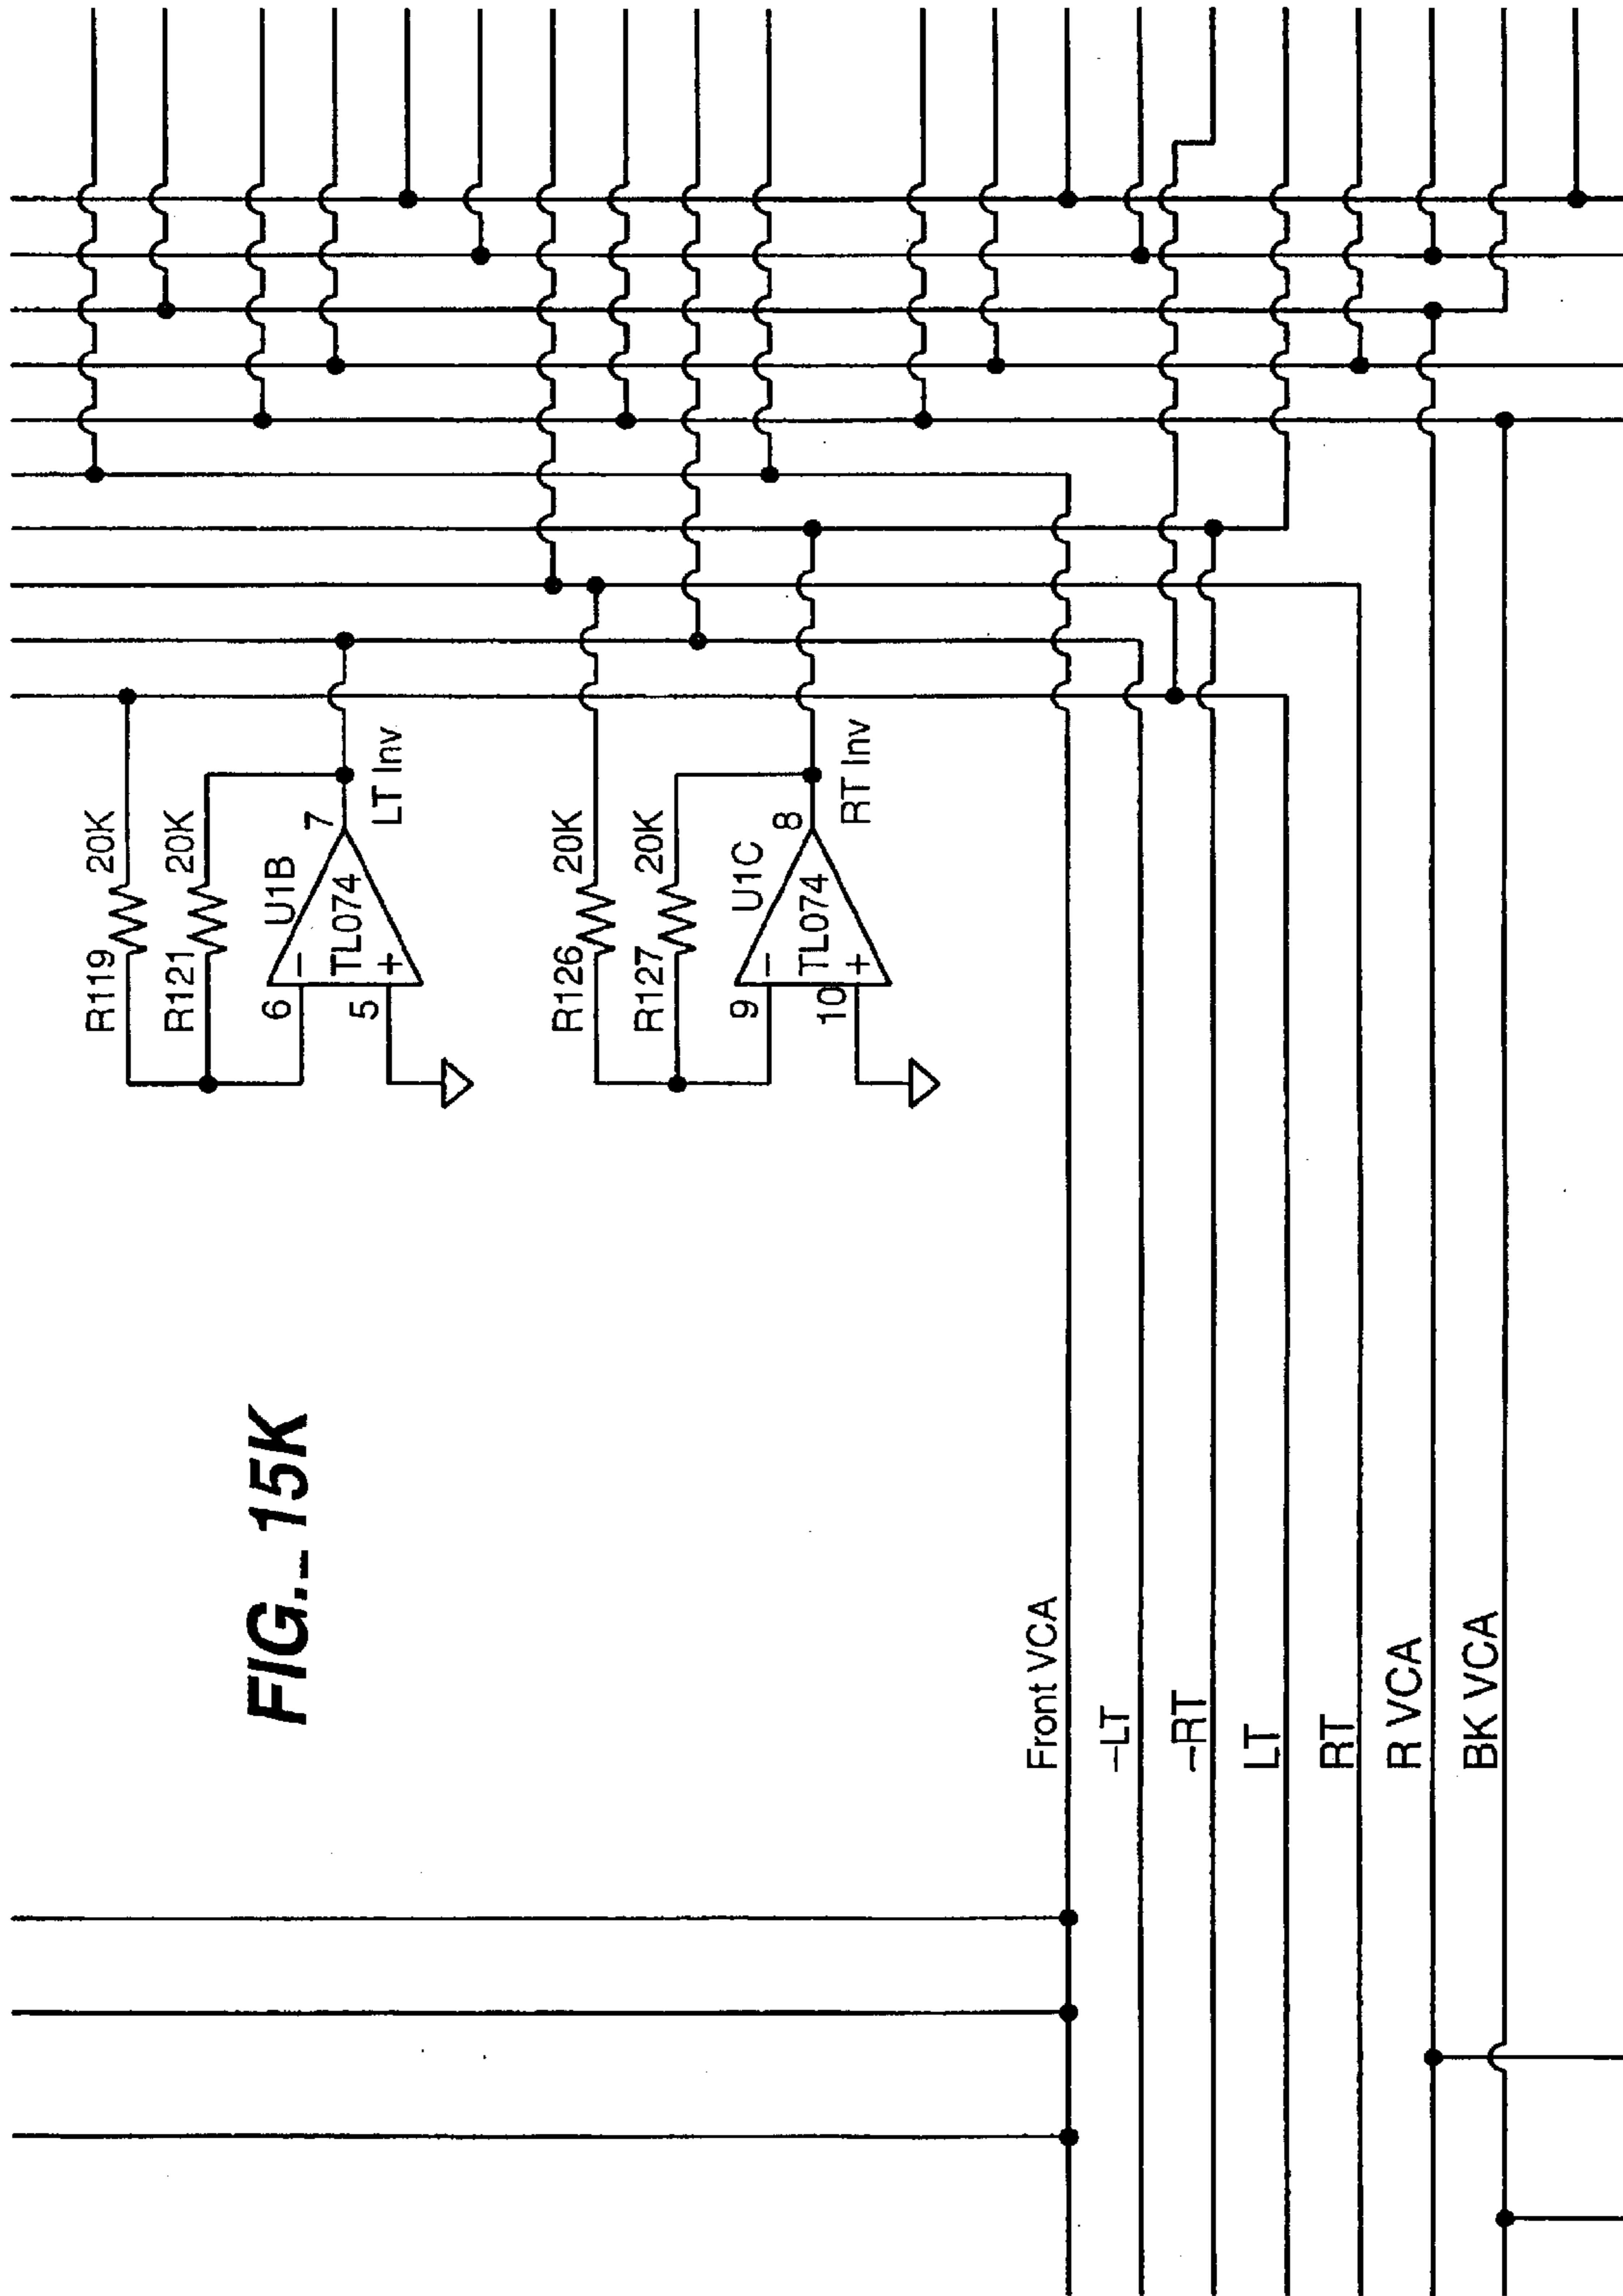 FIG._15K
R119 20K
R121 20K
U1B
6
7
TL074
−
+
5
LT Inv
R126 20K
R127 20K
U1C
9
8
TL074
−
+
10
RT Inv
Front VCA
−LT
−RT
LT
RT
R VCA
BK VCA